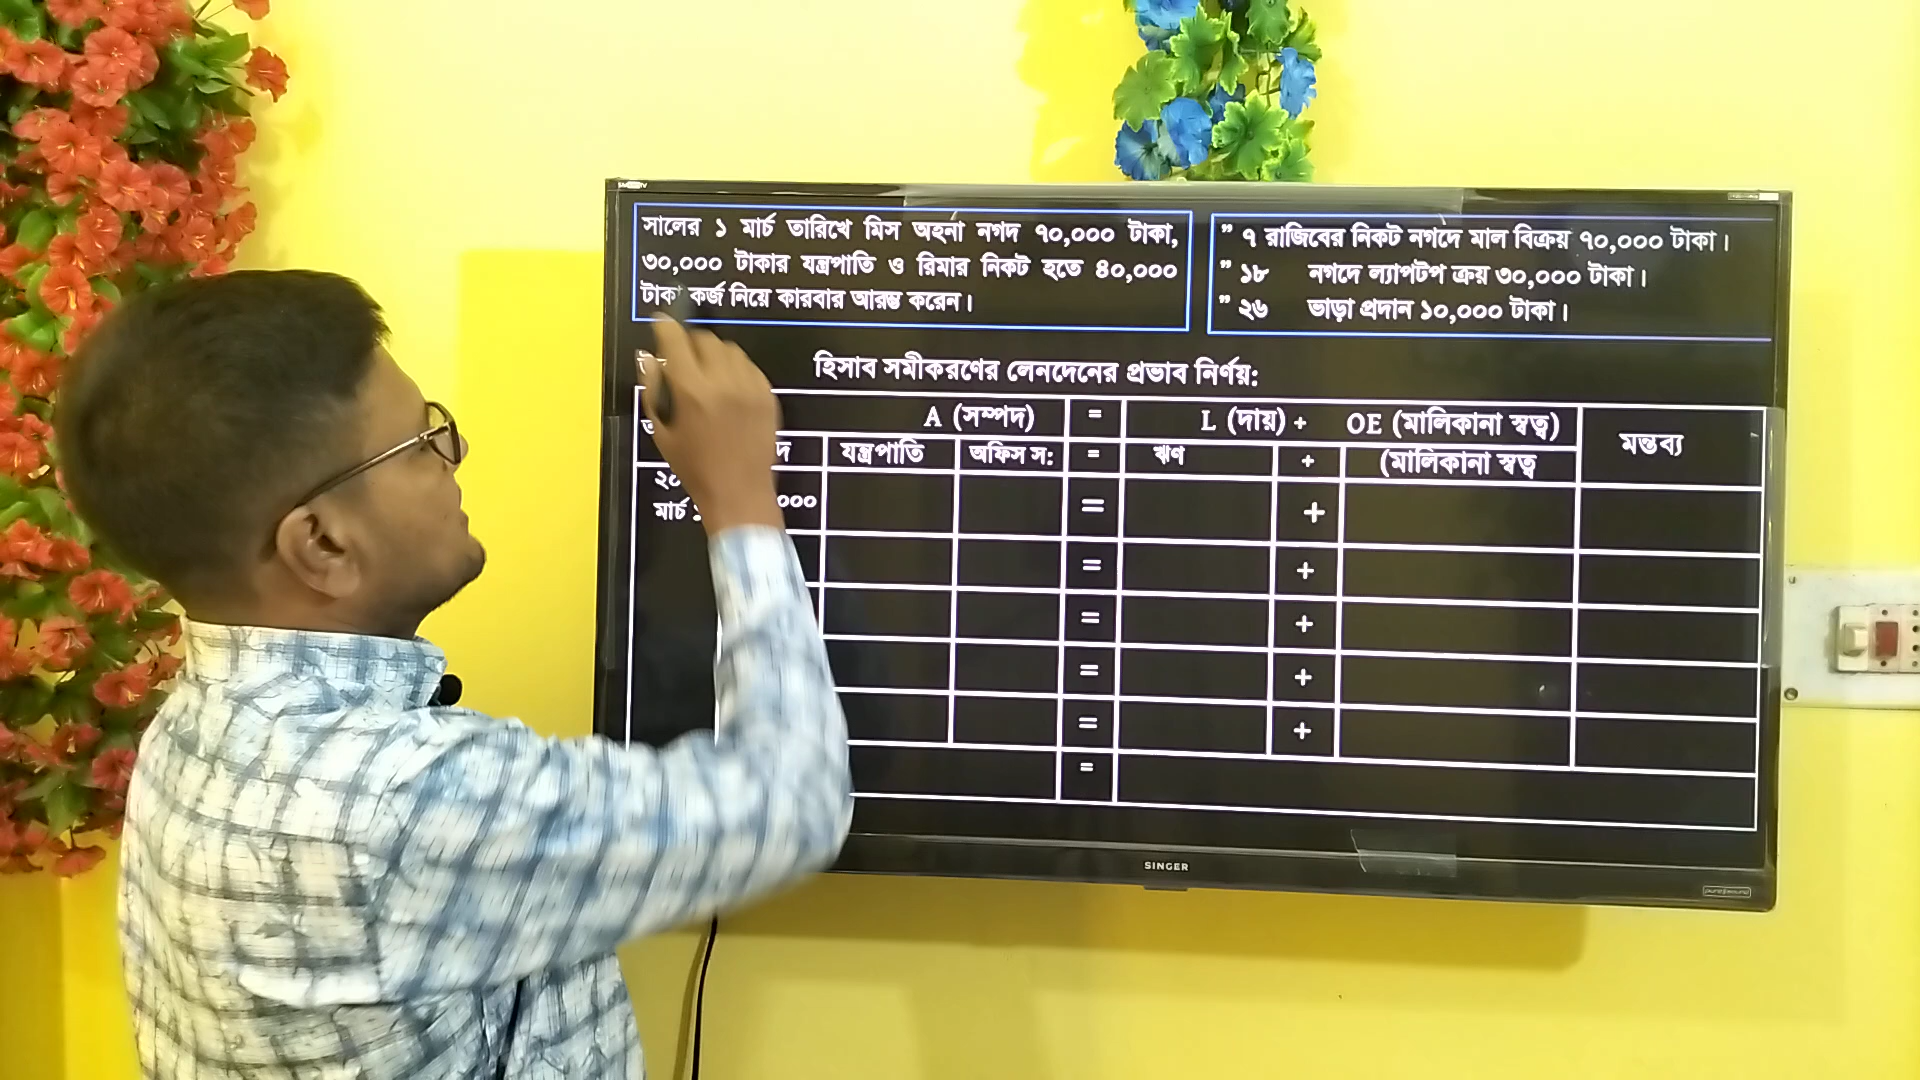 সালের ১ মার্চ তারিখে মিস অহনা নগদ ৭০,০০০ টাকা,
৩০,০০০ টাকার যন্ত্রপাতি ও রিমার নিকট হতে ৪০,০০০
টাকা কর্জ নিয়ে কারবার আরম্ভ করেন।
” ৭ রাজিবের নিকট নগদে মাল বিক্রয় ৭০,০০০ টাকা।
” ১৮ নগদে ল্যাপটপ ক্রয় ৩০,০০০ টাকা।
” ২৬ ভাড়া প্রদান ১০,০০০ টাকা।
হিসাব সমীকরণের লেনদেনের প্রভাব নির্ণয়:
A (সম্পদ) = L (দায়) + OE (মালিকানা স্বত্ব) মন্তব্য
দ যন্ত্রপাতি অফিস স: = ঋণ + (মালিকানা স্বত্ব
২০
মার্চ ০০০ = +
= +
= +
= +
= +
=
SINGER